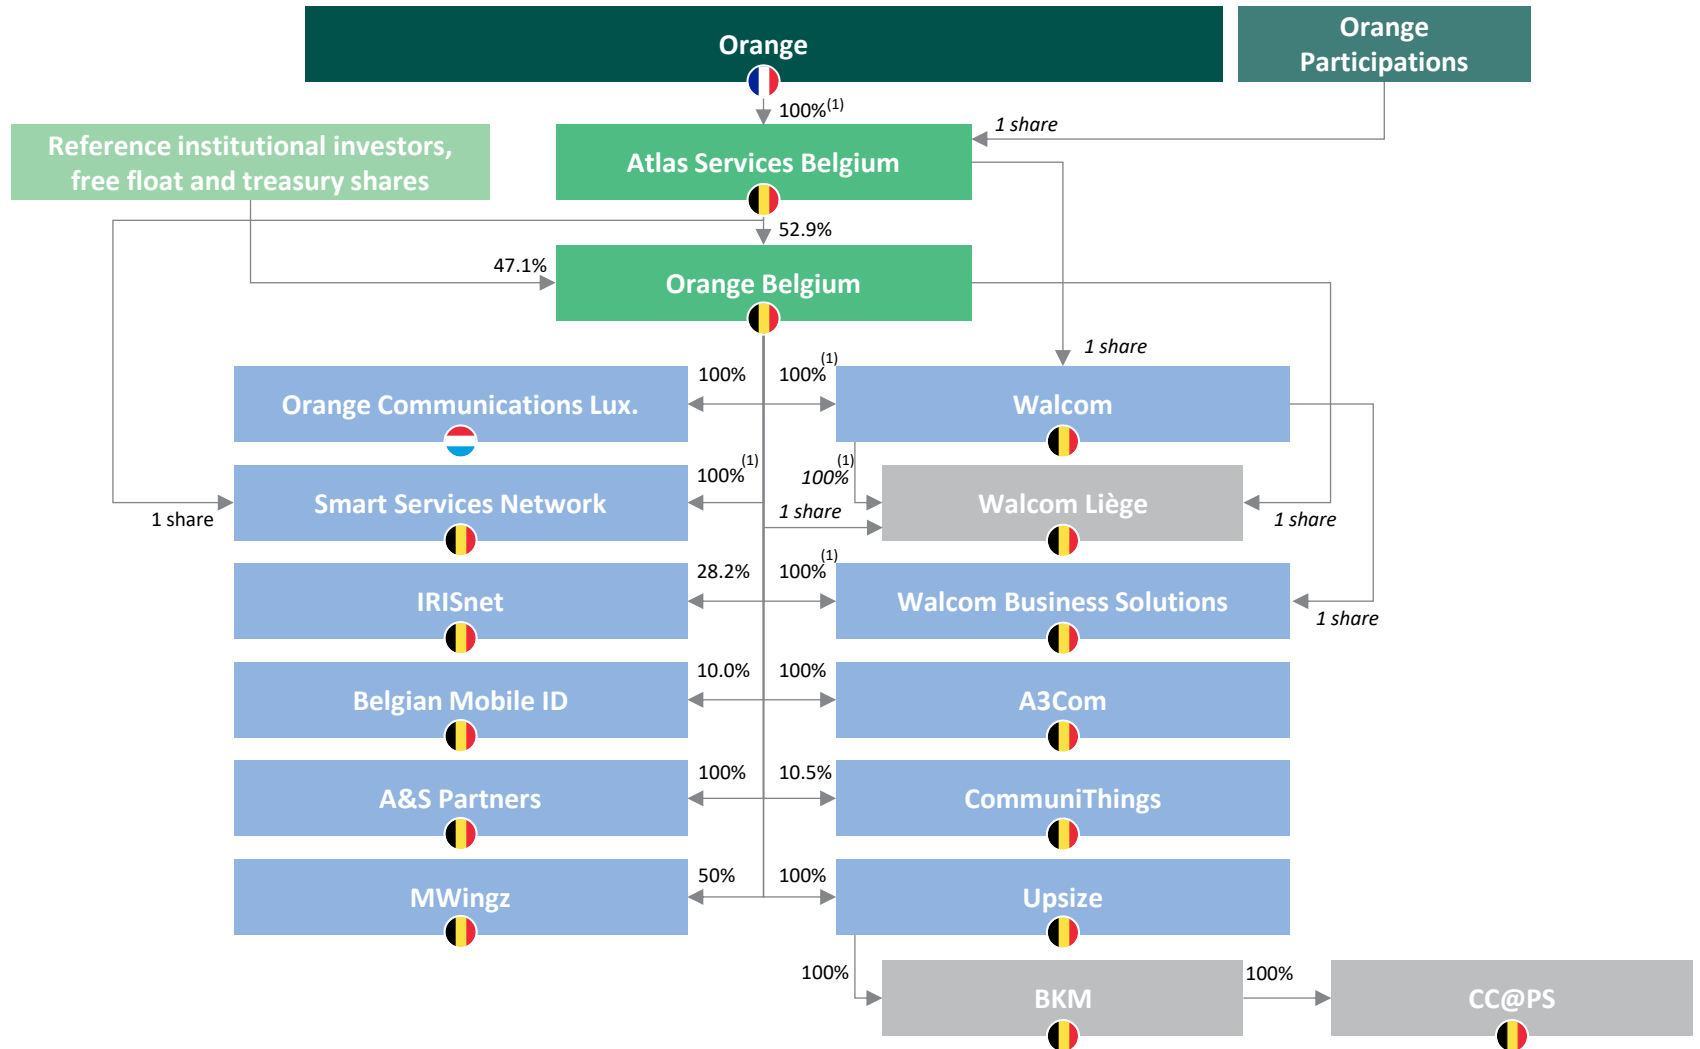 Orange
Orange
Participations
100%(1)
1 share
Reference institutional investors,
free float and treasury shares
Atlas Services Belgium
52.9%
47.1%
Orange Belgium
1 share
100%
100%(1)
Orange Communications Lux.
Walcom
100%(1)
100%(1)
Smart Services Network
Walcom Liège
1 share
1 share
1 share
28.2%
100%(1)
IRISnet
Walcom Business Solutions
1 share
10.0%
100%
Belgian Mobile ID
A3Com
100%
10.5%
A&S Partners
CommuniThings
50%
100%
MWingz
Upsize
100%
100%
BKM
CC@PS